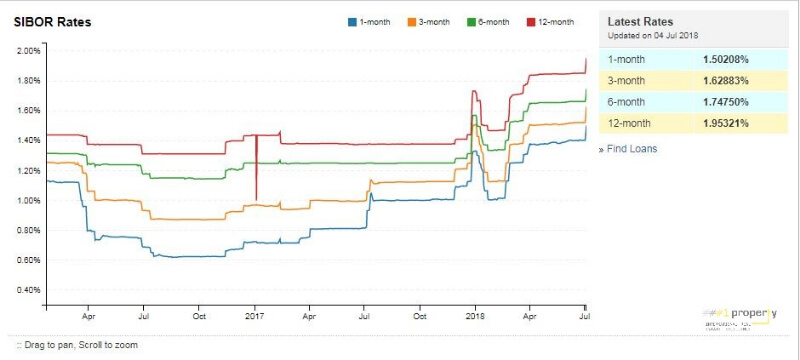 SIBOR Rates
1-month 3-month 6-month 12-month
2.00%
1.80%
1.60%
1.40%
1.20%
1.00%
0.80%
0.60%
0.40%
Apr Jul Oct 2017 Apr Jul Oct 2018 Apr Jul
:: Drag to pan, Scroll to zoom
Latest Rates
Updated on 04 Jul 2018
1-month 1.50208%
3-month 1.62883%
6-month 1.74750%
12-month 1.95321%
» Find Loans
property